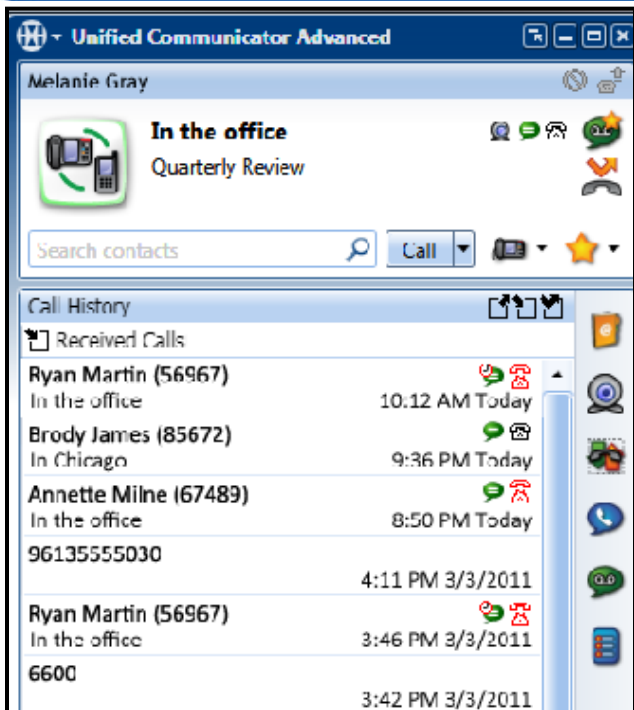 Unified Communicator Advanced
Melanie Gray
In the office
Quarterly Review
Search contacts
Call
Call History
Received Calls
Ryan Martin (56967)
In the office 10:12 AM Today
Brody James (85672)
In Chicago 9:36 PM Today
Annette Milne (67489)
In the office 8:50 PM Today
96135555030
4:11 PM 3/3/2011
Ryan Martin (56967)
In the office 3:46 PM 3/3/2011
6600
3:42 PM 3/3/2011